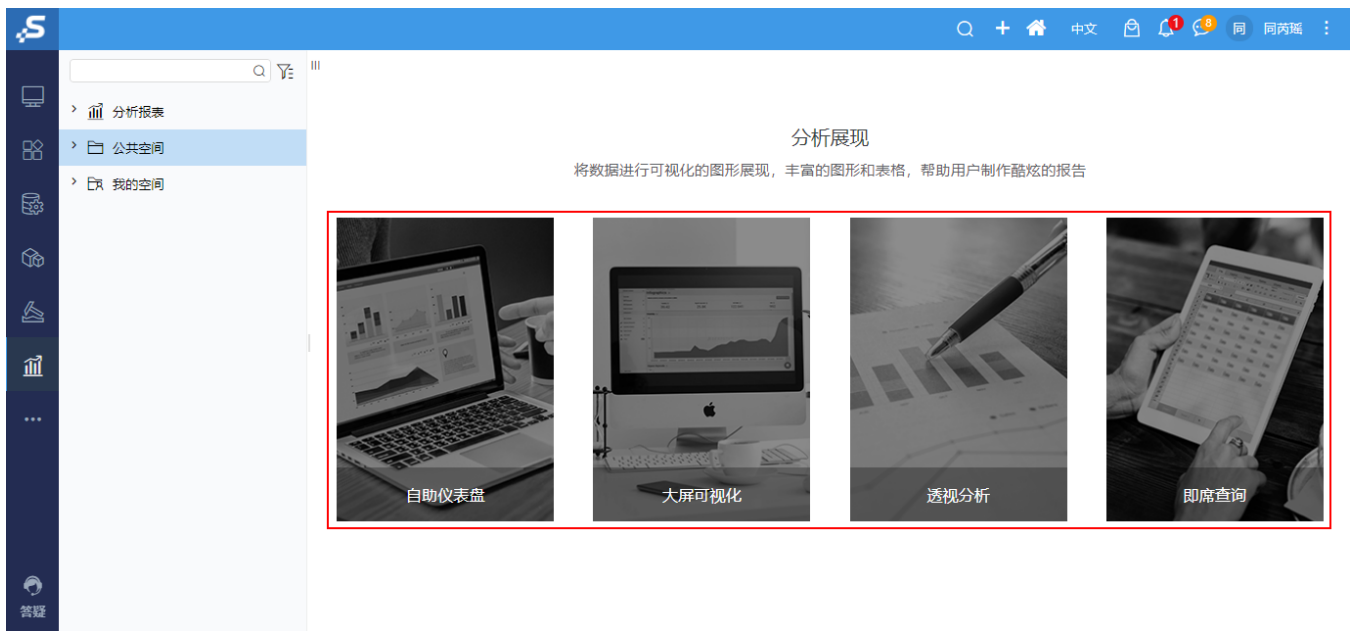 S
中文
1
8
同
同芮瑶
分析报表
公共空间
我的空间
分析展现
将数据进行可视化的图形展现，丰富的图形和表格，帮助用户制作酷炫的报告
自助仪表盘
大屏可视化
透视分析
即席查询
答疑